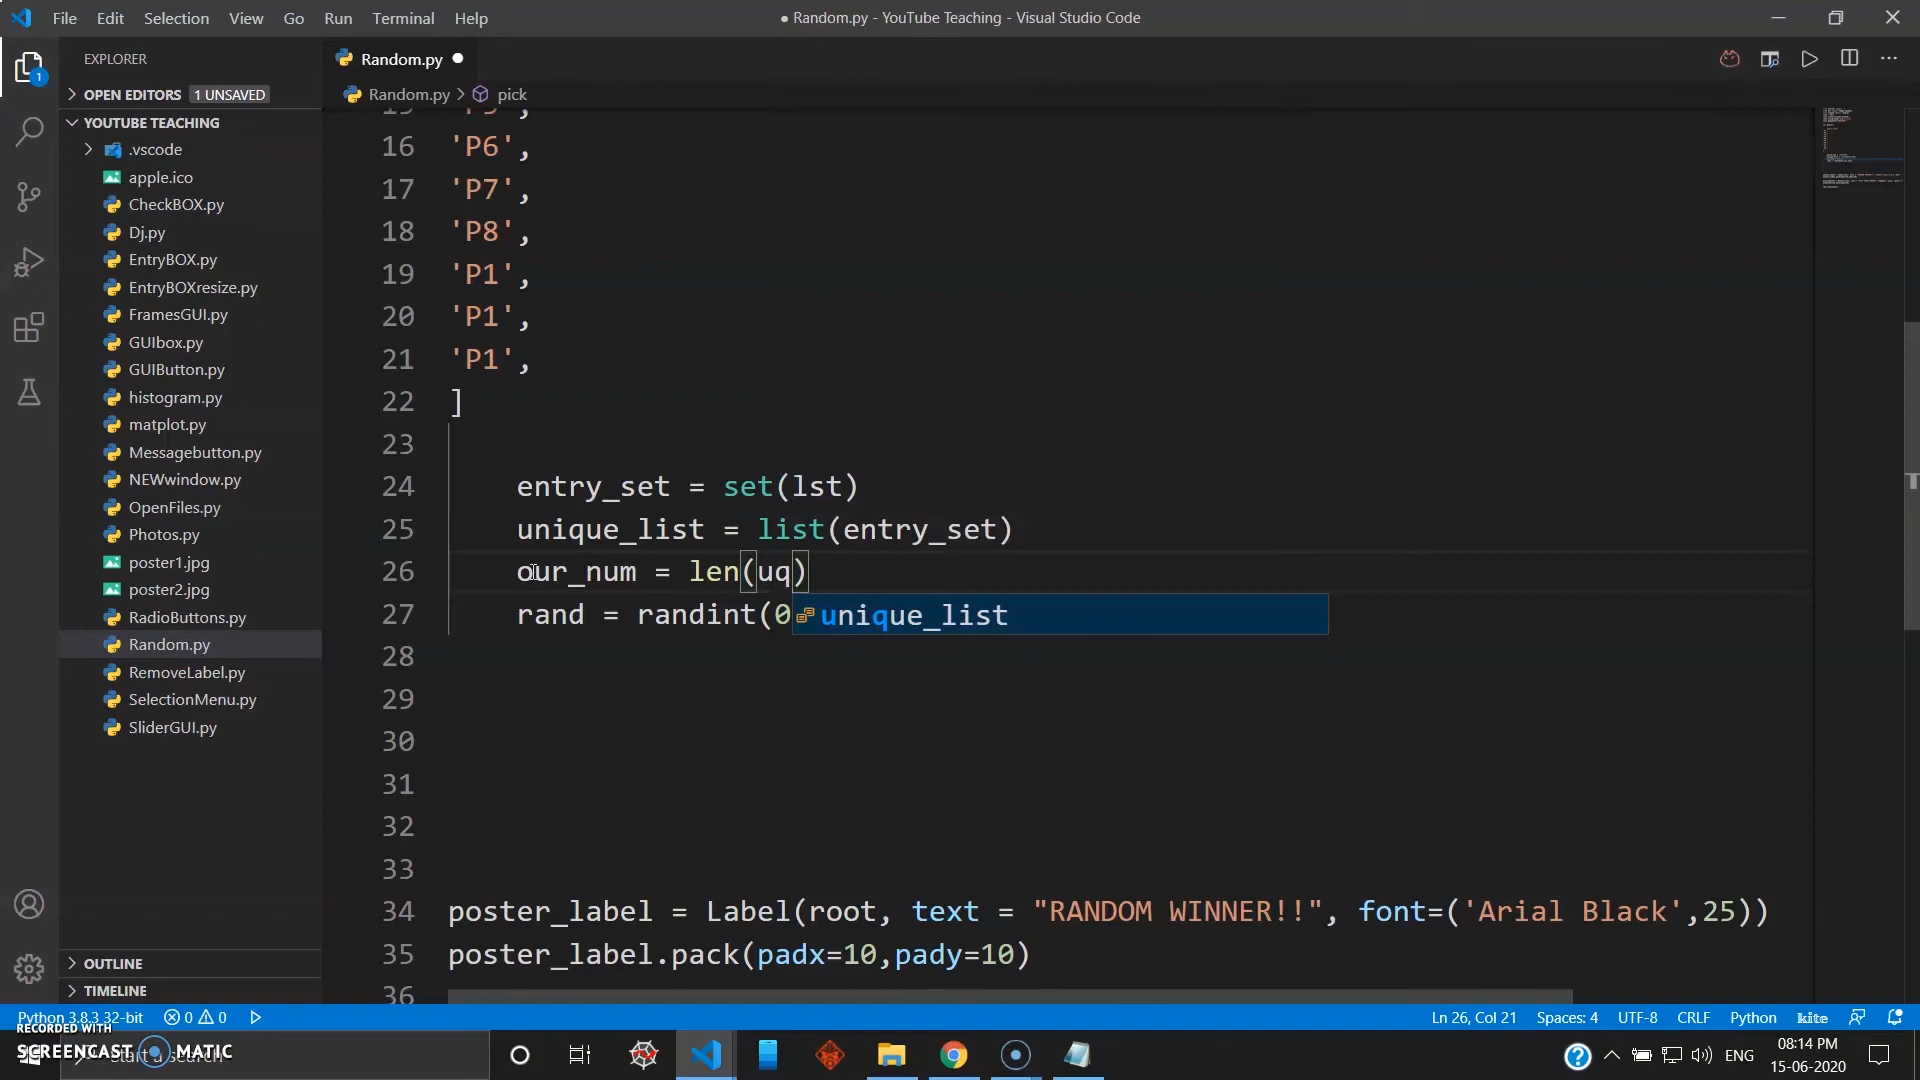 File Edit Selection View Go Run Terminal Help
● Random.py - YouTube Teaching - Visual Studio Code
EXPLORER
OPEN EDITORS 1 UNSAVED
YOUTUBE TEACHING
.vscode
apple.ico
CheckBOX.py
Dj.py
EntryBOX.py
EntryBOXresize.py
FramesGUI.py
GUIbox.py
GUIButton.py
histogram.py
matplot.py
Messagebutton.py
NEWwindow.py
OpenFiles.py
Photos.py
poster1.jpg
poster2.jpg
RadioButtons.py
Random.py
RemoveLabel.py
SelectionMenu.py
SliderGUI.py
OUTLINE
TIMELINE
1
Random.py
Random.py > pick
16 'P6',
17 'P7',
18 'P8',
19 'P1',
20 'P1',
21 'P1',
22 ]
23
24 entry_set = set(lst)
25 unique_list = list(entry_set)
26 our_num = len(uq)
27 rand = randint(0 unique_list
28
29
30
31
32
33
34 poster_label = Label(root, text = "RANDOM WINNER!!", font=('Arial Black',25))
35 poster_label.pack(padx=10,pady=10)
36
Python 3.8.3 32-bit 0 0 Ln 26, Col 21 Spaces: 4 UTF-8 CRLF Python kite
RECORDED WITH
SCREENCAST MATIC
ENG
08:14 PM
15-06-2020